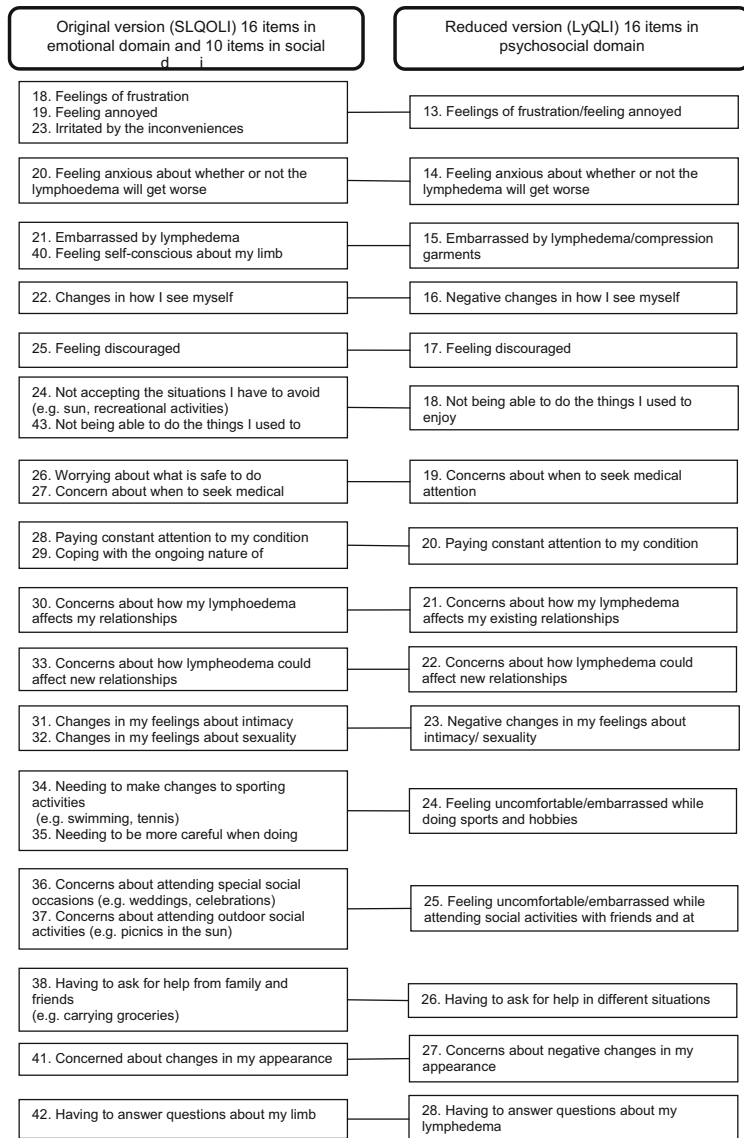 Original version (SLQOLI) 16 items in
emotional domain and 10 items in social
d i
Reduced version (LyQLI) 16 items in
psychosocial domain
18. Feelings of frustration
19. Feeling annoyed
23. Irritated by the inconveniences
13. Feelings of frustration/feeling annoyed
20. Feeling anxious about whether or not the
lymphoedema will get worse
14. Feeling anxious about whether or not the
lymphedema will get worse
21. Embarrassed by lymphedema
40. Feeling self-conscious about my limb
15. Embarrassed by lymphedema/compression
garments
22. Changes in how I see myself
16. Negative changes in how I see myself
25. Feeling discouraged
17. Feeling discouraged
24. Not accepting the situations I have to avoid
(e.g. sun, recreational activities)
43. Not being able to do the things I used to
18. Not being able to do the things I used to
enjoy
26. Worrying about what is safe to do
27. Concern about when to seek medical
19. Concerns about when to seek medical
attention
28. Paying constant attention to my condition
29. Coping with the ongoing nature of
20. Paying constant attention to my condition
30. Concerns about how my lymphoedema
affects my relationships
21. Concerns about how my lymphedema
affects my existing relationships
33. Concerns about how lympheodema could
affect new relationships
22. Concerns about how lymphedema could
affect new relationships
31. Changes in my feelings about intimacy
32. Changes in my feelings about sexuality
23. Negative changes in my feelings about
intimacy/ sexuality
34. Needing to make changes to sporting
activities
(e.g. swimming, tennis)
35. Needing to be more careful when doing
24. Feeling uncomfortable/embarrassed while
doing sports and hobbies
36. Concerns about attending special social
occasions (e.g. weddings, celebrations)
37. Concerns about attending outdoor social
activities (e.g. picnics in the sun)
25. Feeling uncomfortable/embarrassed while
attending social activities with friends and at
38. Having to ask for help from family and
friends
(e.g. carrying groceries)
26. Having to ask for help in different situations
41. Concerned about changes in my appearance
27. Concerns about negative changes in my
appearance
42. Having to answer questions about my limb
28. Having to answer questions about my
lymphedema